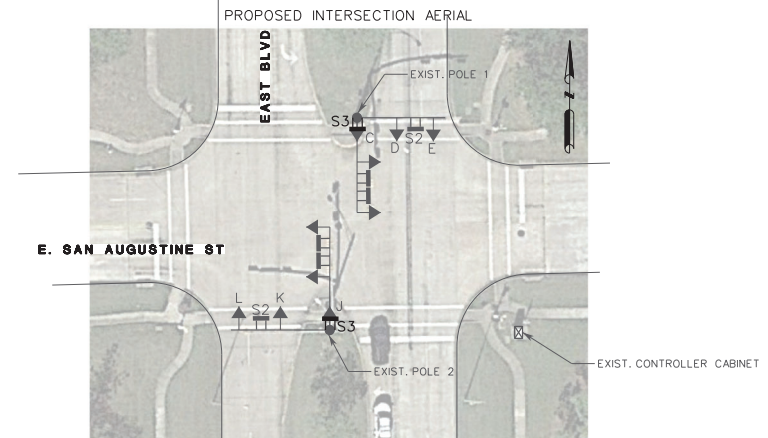 PROPOSED INTERSECTION AERIAL
EAST BLVD
EXIST. POLE 1
S3
C
D
S2
E
N
E. SAN AUGUSTINE ST
L
S2
K
J
S3
EXIST. POLE 2
EXIST. CONTROLLER CABINET